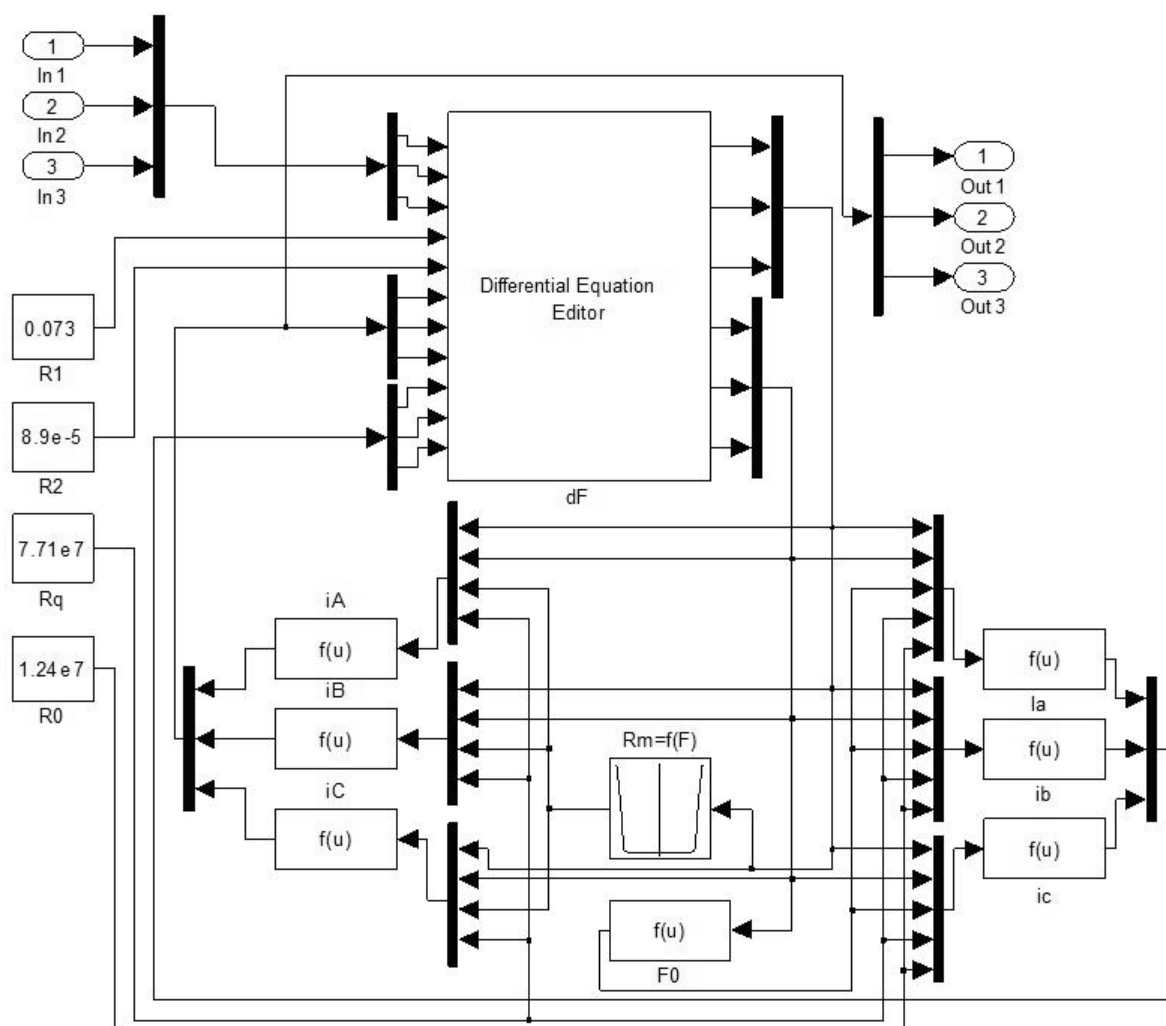 1
In 1
2
In 2
3
In 3
0.073
R1
8.9e-5
R2
7.71e7
Rq
1.24e7
R0
Differential Equation
Editor
dF
1
Out 1
2
Out 2
3
Out 3
iA
f(u)
iB
f(u)
iC
f(u)
Rm=f(F)
f(u)
F0
f(u)
Ia
f(u)
ib
f(u)
ic